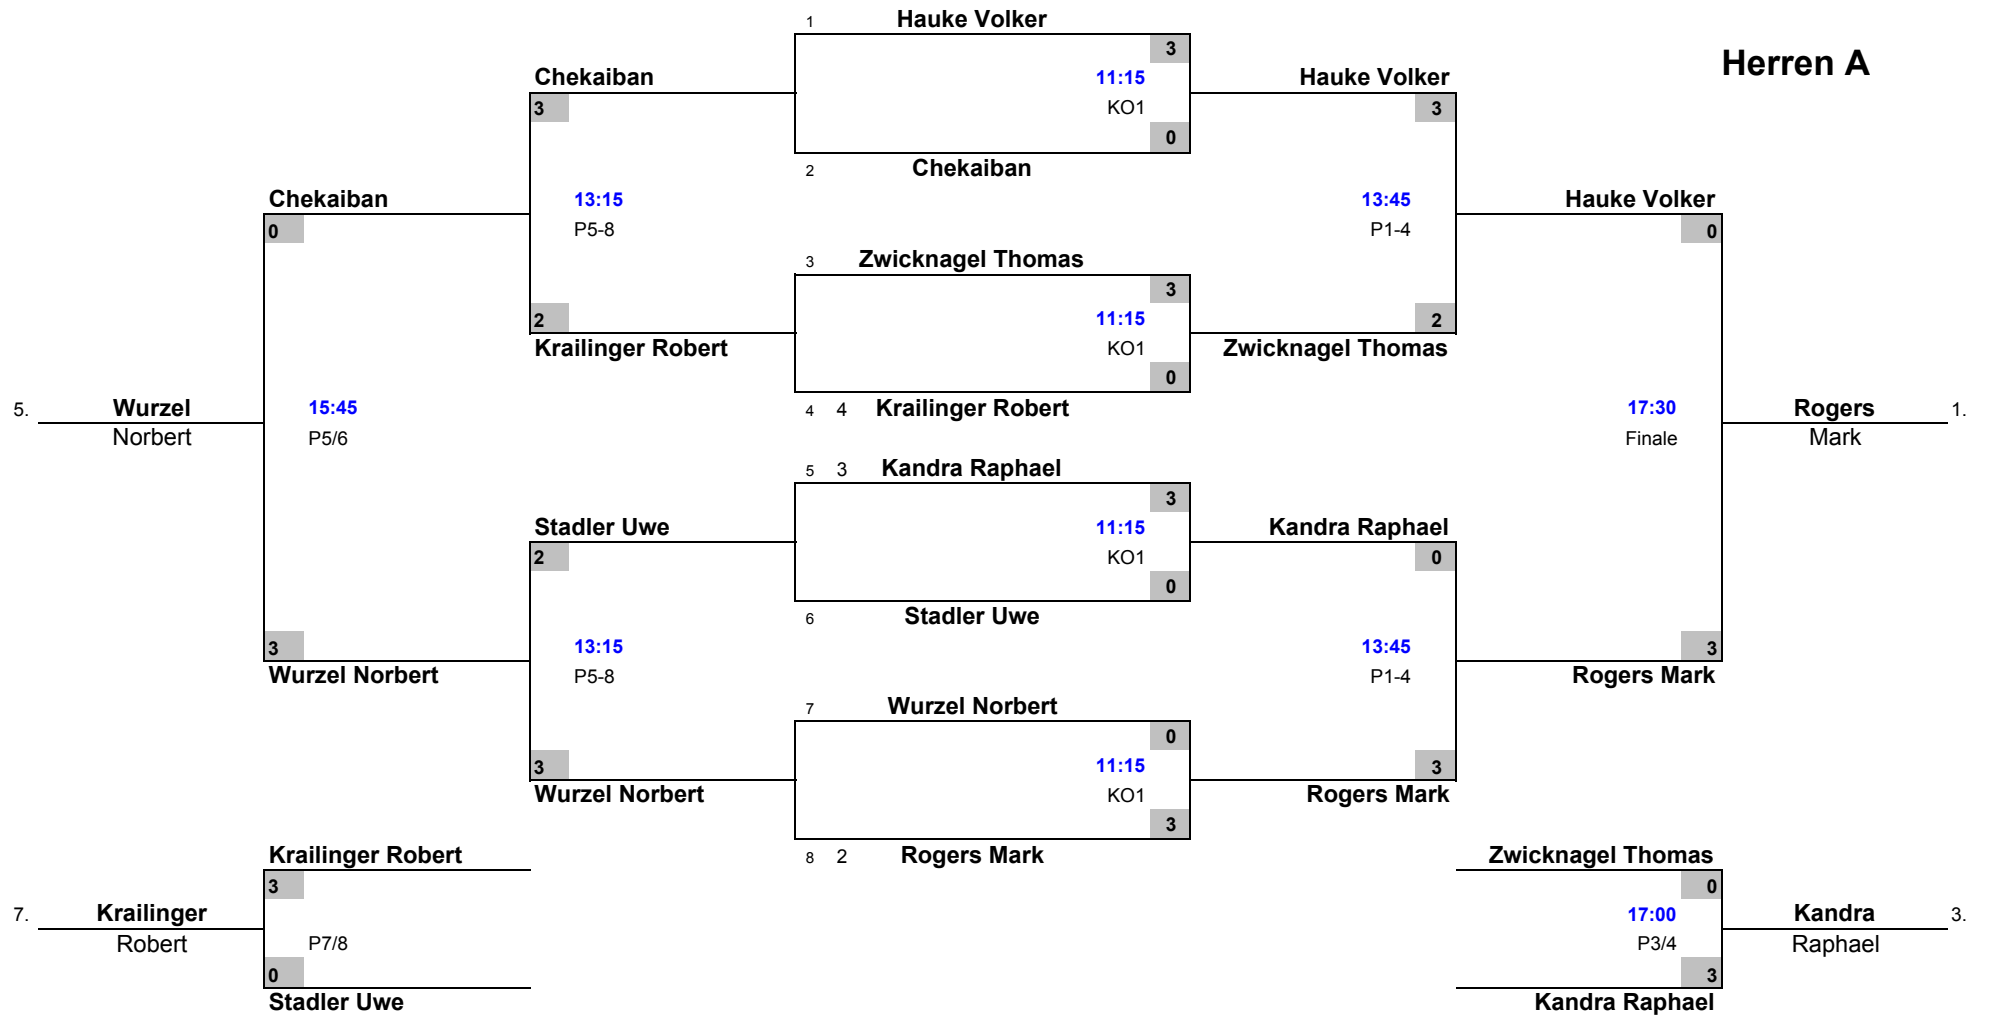 1 Hauke Volker
3
Herren A
Chekaiban
11:15
Hauke Volker
3
KO1
3
0
2 Chekaiban
Chekaiban
13:15
13:45
Hauke Volker
0
P5-8
P1-4
0
3 Zwicknagel Thomas
3
2
11:15
2
Krailinger Robert
KO1
Zwicknagel Thomas
0
5. Wurzel
15:45
4 4 Krailinger Robert
17:30
Rogers 1.
Norbert
P5/6
Finale
Mark
5 3 Kandra Raphael
3
Stadler Uwe
11:15
Kandra Raphael
2
KO1
0
0
6 Stadler Uwe
3
13:15
13:45
3
Wurzel Norbert
P5-8
P1-4
Rogers Mark
7 Wurzel Norbert
0
3
11:15
3
Wurzel Norbert
KO1
Rogers Mark
3
Krailinger Robert
8 2 Rogers Mark
Zwicknagel Thomas
3
0
7. Krailinger
17:00
Kandra 3.
Robert
P7/8
P3/4
Raphael
0
3
Stadler Uwe
Kandra Raphael